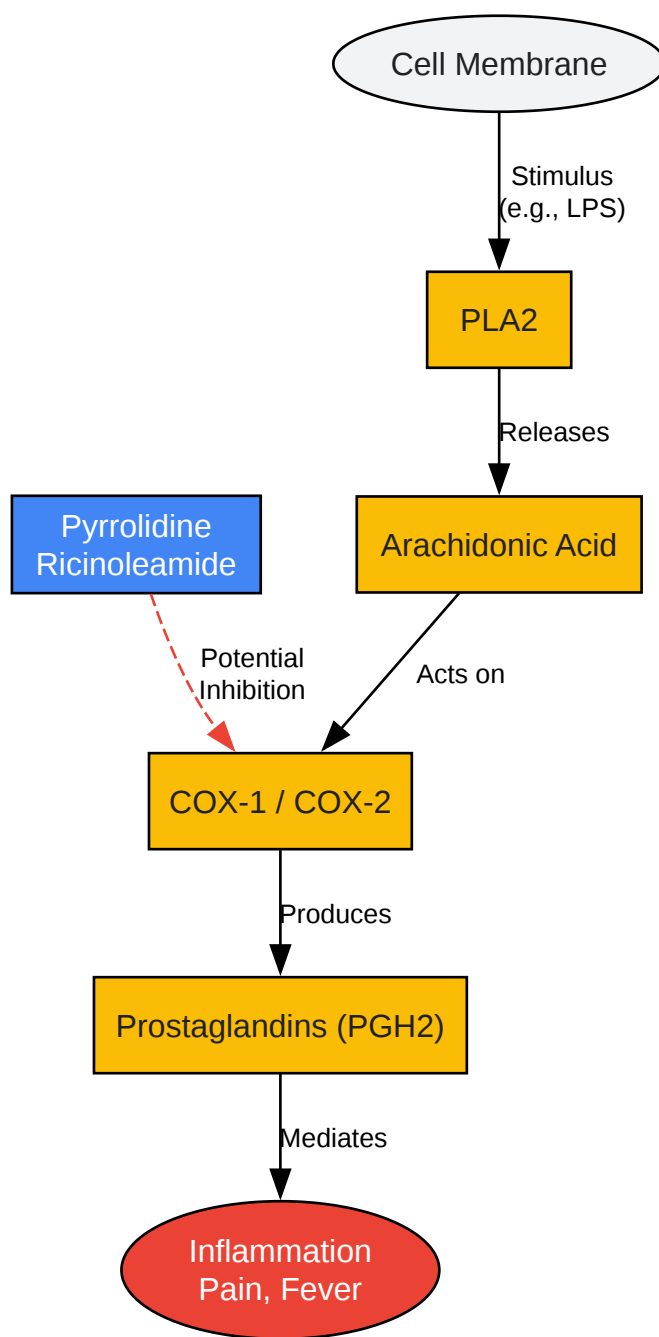 Cell Membrane
Stimulus
(e.g., LPS)
PLA2
Releases
Pyrrolidine
Ricinoleamide
Arachidonic Acid
Potential
Inhibition
Acts on
COX-1 / COX-2
Produces
Prostaglandins (PGH2)
Mediates
Inflammation
Pain, Fever